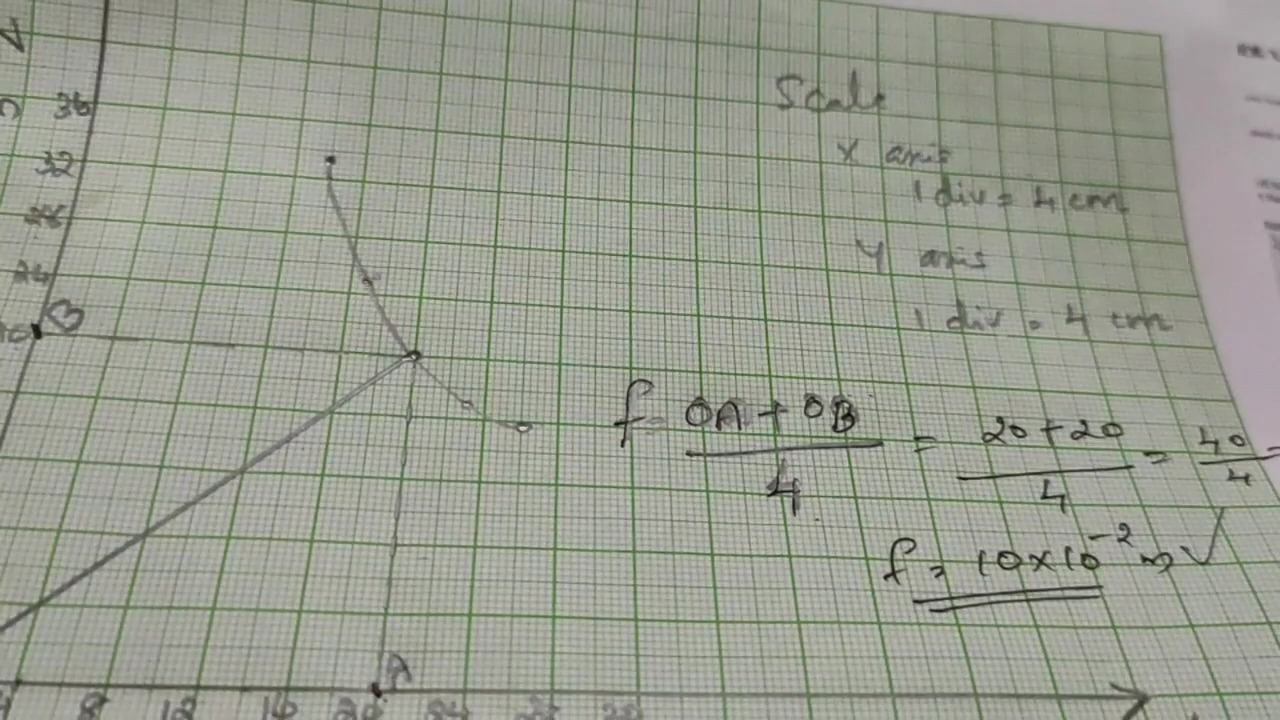 Scale
X axis
1 div = 4 cm
Y axis
1 div = 4 cm
36
32
24
B
f = OA + OB / 4 = 20 + 20 / 4 = 40 / 4 =
f = 10 × 10⁻² m ✓
A
8 12 16 20 24